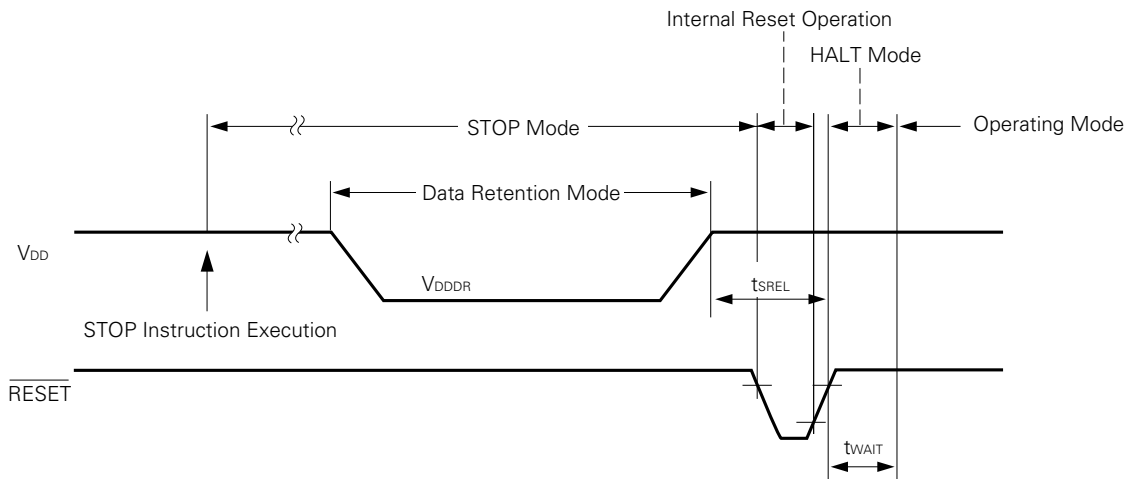 Internal Reset Operation
HALT Mode
STOP Mode
Operating Mode
Data Retention Mode
VDD
VDDDR
tSREL
STOP Instruction Execution
RESET
tWAIT